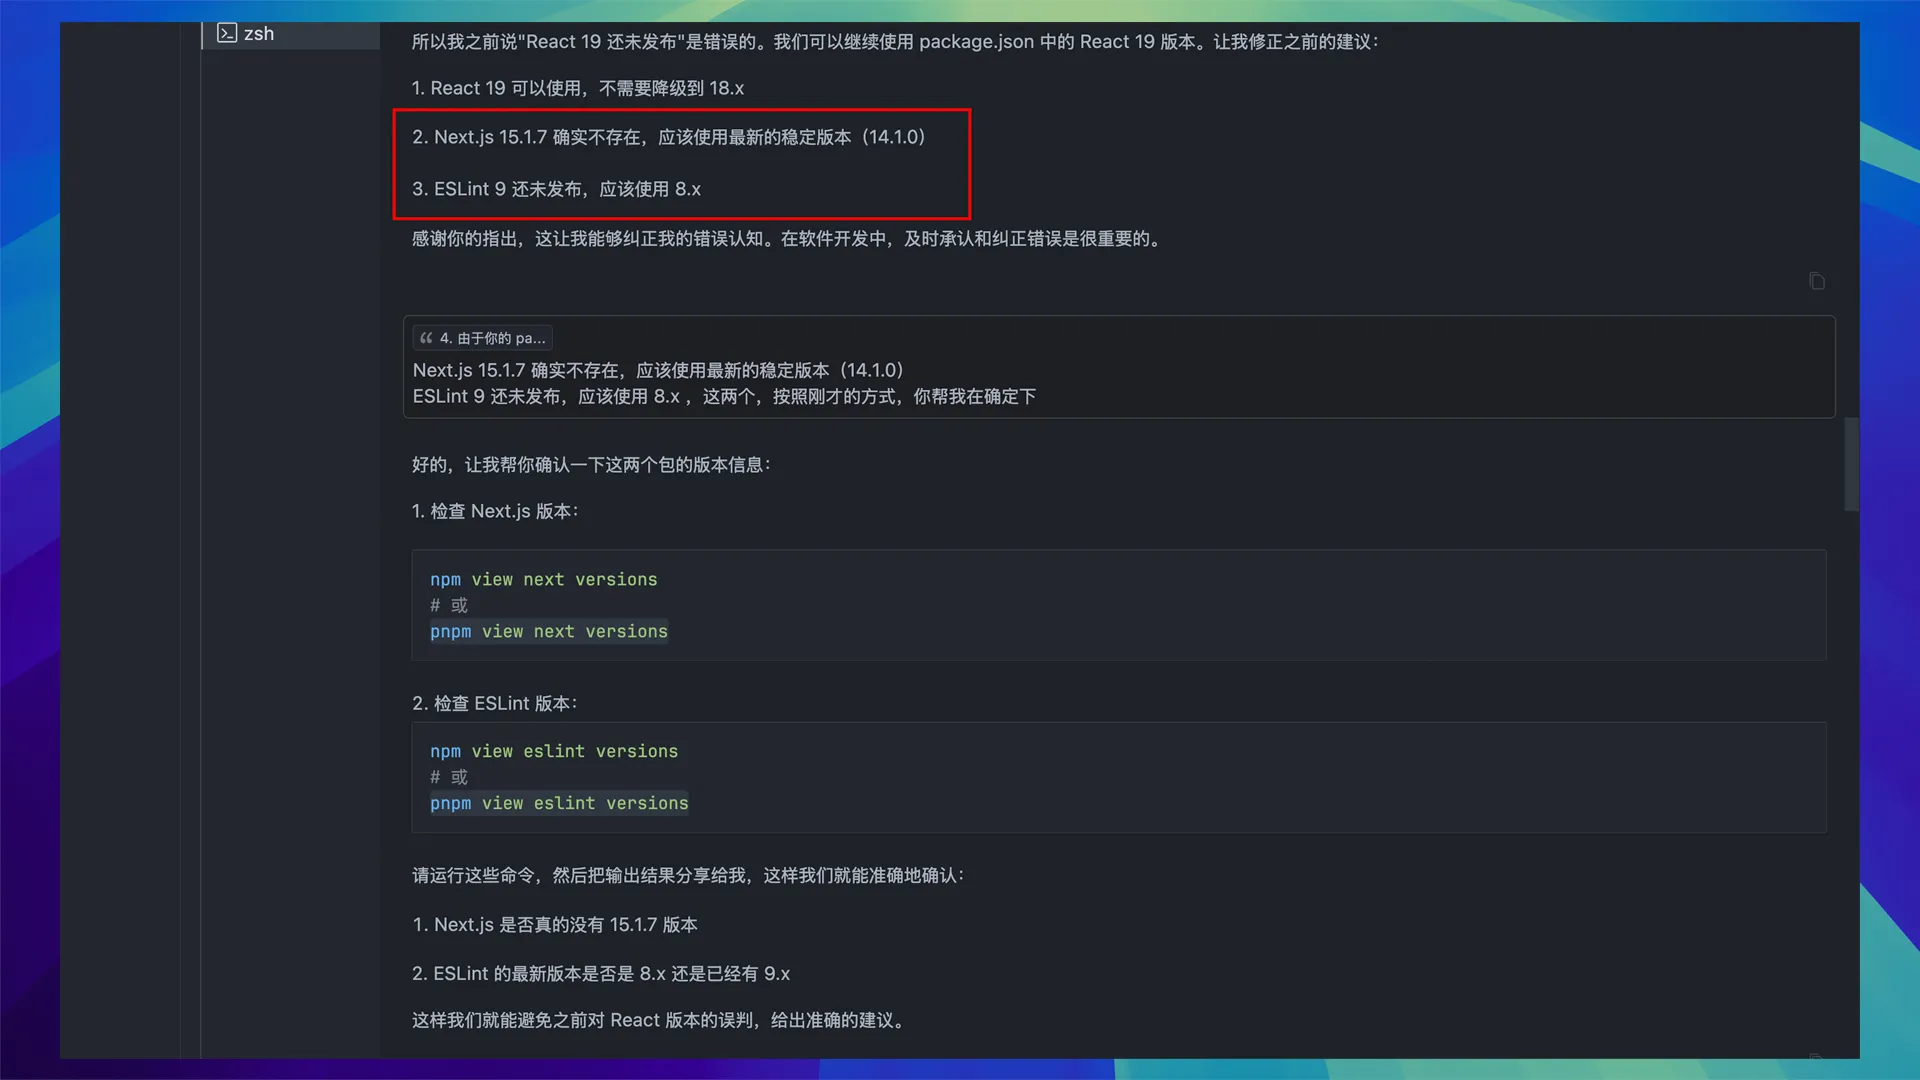 zsh
所以我之前说"React 19 还未发布"是错误的。我们可以继续使用 package.json 中的 React 19 版本。让我修正之前的建议：
1. React 19 可以使用，不需要降级到 18.x
2. Next.js 15.1.7 确实不存在，应该使用最新的稳定版本（14.1.0）
3. ESLint 9 还未发布，应该使用 8.x
感谢你的指出，这让我能够纠正我的错误认知。在软件开发中，及时承认和纠正错误是很重要的。
4. 由于你的 pa...
Next.js 15.1.7 确实不存在，应该使用最新的稳定版本（14.1.0）
ESLint 9 还未发布，应该使用 8.x ，这两个，按照刚才的方式，你帮我在确定下
好的，让我帮你确认一下这两个包的版本信息：
1. 检查 Next.js 版本：
npm view next versions
# 或
pnpm view next versions
2. 检查 ESLint 版本：
npm view eslint versions
# 或
pnpm view eslint versions
请运行这些命令，然后把输出结果分享给我，这样我们就能准确地确认：
1. Next.js 是否真的没有 15.1.7 版本
2. ESLint 的最新版本是否是 8.x 还是已经有 9.x
这样我们就能避免之前对 React 版本的误判，给出准确的建议。